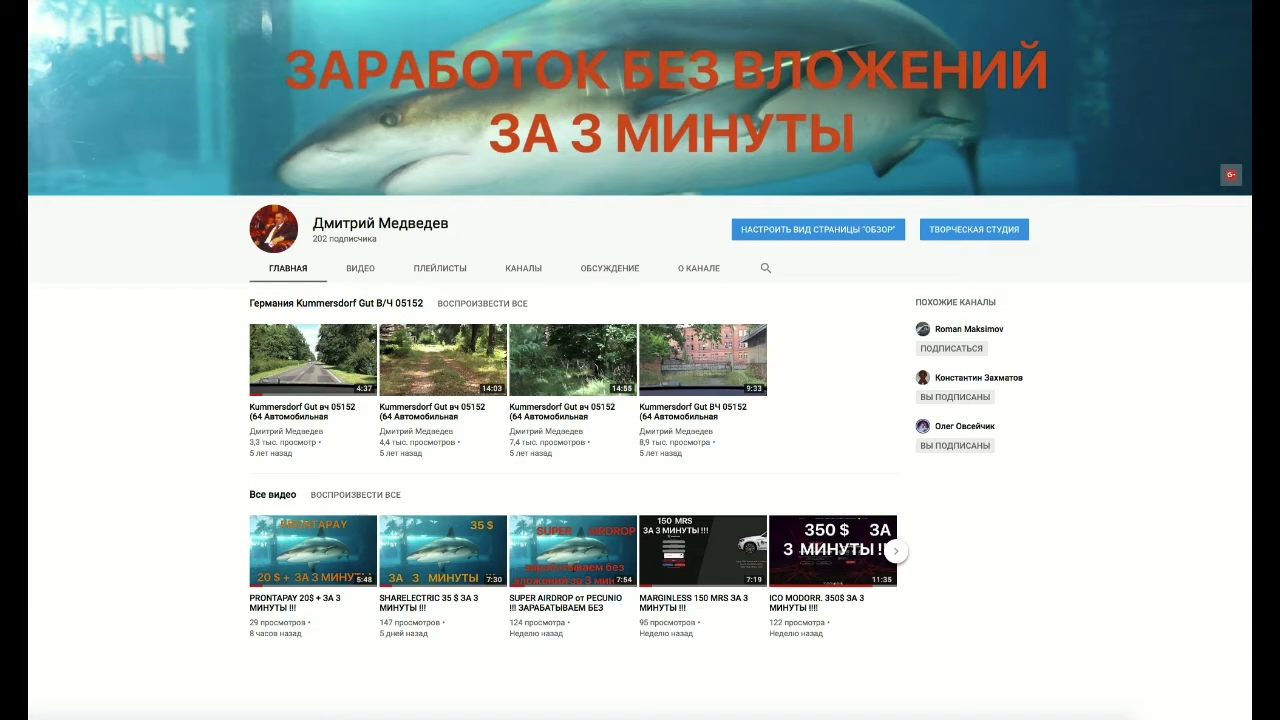 ЗАРАБОТОК БЕЗ ВЛОЖЕНИЙ
ЗА 3 МИНУТЫ
G+
Дмитрий Медведев
202 подписчика
НАСТРОИТЬ ВИД СТРАНИЦЫ "ОБЗОР"
ТВОРЧЕСКАЯ СТУДИЯ
ГЛАВНАЯ ВИДЕО ПЛЕЙЛИСТЫ КАНАЛЫ ОБСУЖДЕНИЕ О КАНАЛЕ
Германия Kummersdorf Gut В/Ч 05152 ВОСПРОИЗВЕСТИ ВСЕ
4:37
Kummersdorf Gut вч 05152
(64 Автомобильная
Дмитрий Медведев
3,3 тыс. просмотр •
5 лет назад
14:03
Kummersdorf Gut вч 05152
(64 Автомобильная
Дмитрий Медведев
4,4 тыс. просмотров •
5 лет назад
14:55
Kummersdorf Gut вч 05152
(64 Автомобильная
Дмитрий Медведев
7,4 тыс. просмотров •
5 лет назад
9:33
Kummersdorf Gut ВЧ 05152
(64 Автомобильная
Дмитрий Медведев
8,9 тыс. просмотра •
5 лет назад
ПОХОЖИЕ КАНАЛЫ
Roman Maksimov
ПОДПИСАТЬСЯ
Константин Захматов
ВЫ ПОДПИСАНЫ
Олег Овсейчик
ВЫ ПОДПИСАНЫ
Все видео ВОСПРОИЗВЕСТИ ВСЕ
PRONTAPAY
20 $ + ЗА 3 МИНУТЫ
5:48
PRONTAPAY 20$ + ЗА 3
МИНУТЫ !!!
29 просмотров •
8 часов назад
35 $
ЗА 3 МИНУТЫ
7:30
SHARELECTRIC 35 $ ЗА 3
МИНУТЫ !!!
147 просмотров •
5 дней назад
SUPER AIRDROP
зарабатываем без
вложений за 3 мин
7:54
SUPER AIRDROP от PECUNIO
!!! ЗАРАБАТЫВАЕМ БЕЗ
124 просмотра •
Неделю назад
150 MRS
ЗА 3 МИНУТЫ !!!
7:19
MARGINLESS 150 MRS ЗА 3
МИНУТЫ !!!
95 просмотров •
Неделю назад
350 $ ЗА
3 МИНУТЫ !!
11:35
ICO MODORR. 350$ ЗА 3
МИНУТЫ !!!!
122 просмотра •
Неделю назад